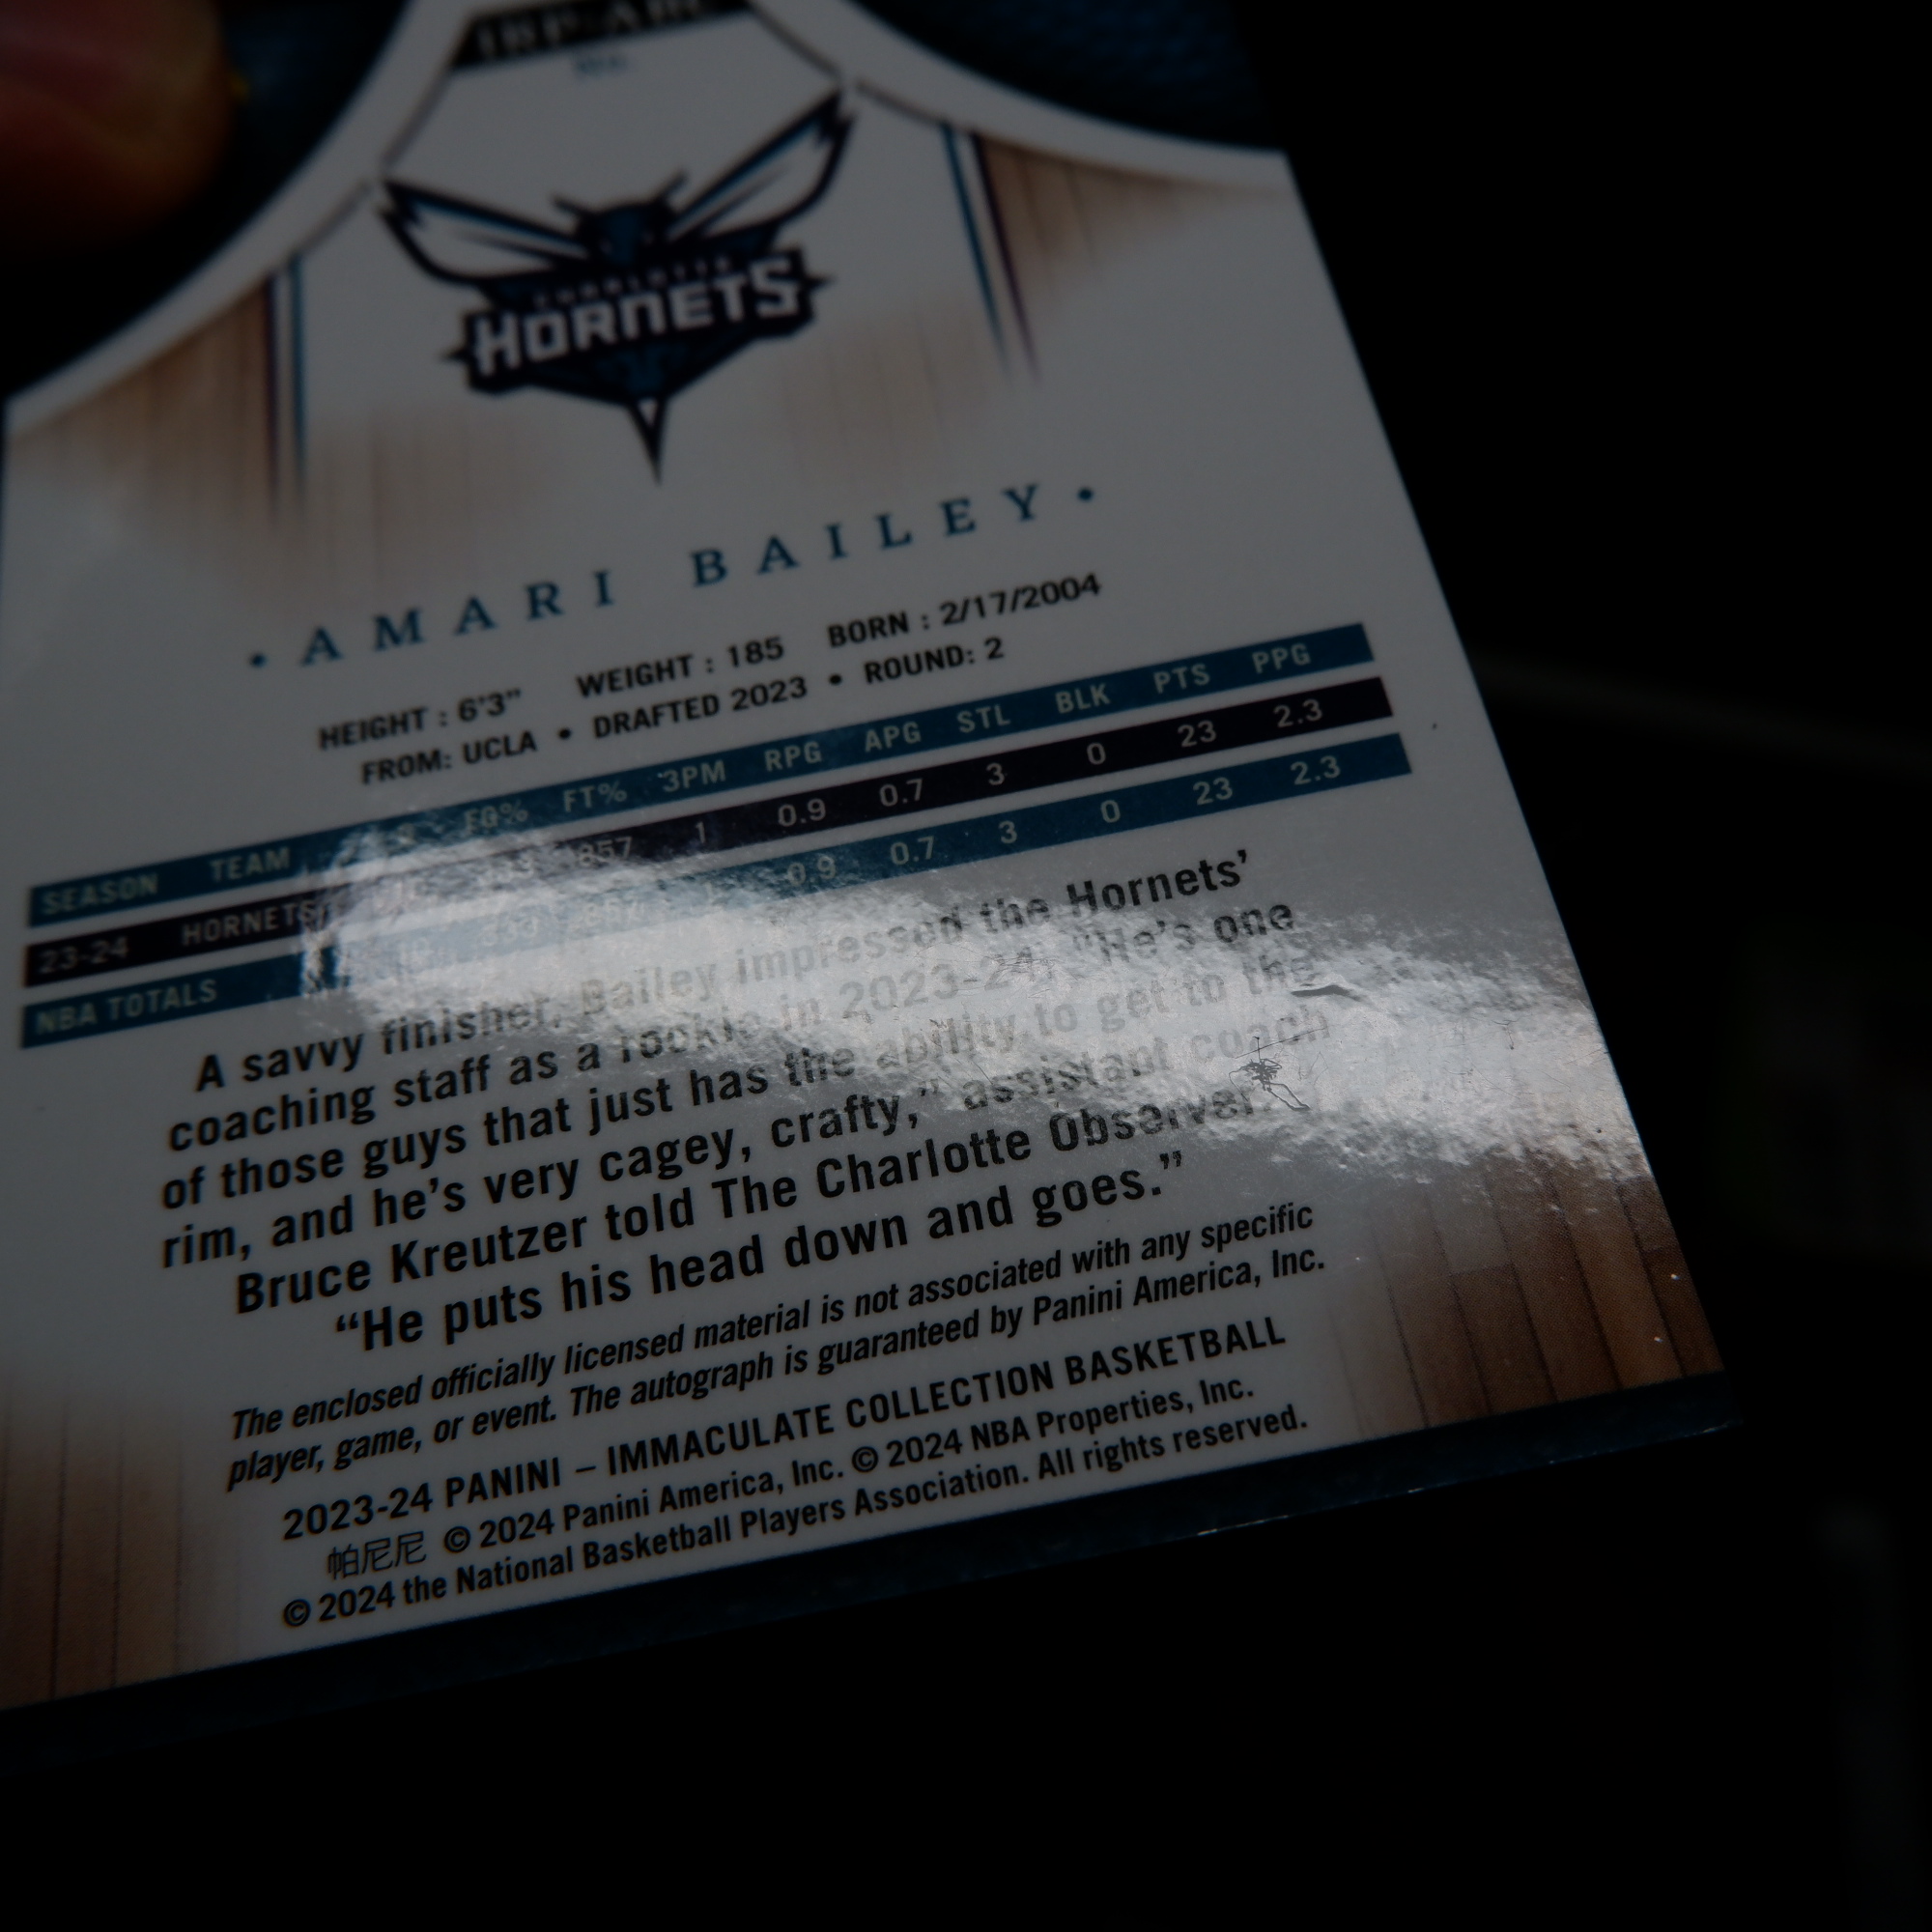 No.
CHARLOTTE
HORNETS
• AMARI BAILEY •
HEIGHT : 6'3" WEIGHT : 185 BORN : 2/17/2004
FROM: UCLA • DRAFTED 2023 • ROUND: 2
SEASON TEAM FG% FT% 3PM RPG APG STL BLK PTS PPG
23-24 HORNETS 857 1 0.9 0.7 3 0 23 2.3
NBA TOTALS 10 333 857 1 0.9 0.7 3 0 23 2.3
A savvy finisher, Bailey impressed the Hornets’
coaching staff as a rookie in 2023-24. “He’s one
of those guys that just has the ability to get to the
rim, and he’s very cagey, crafty,” assistant coach
Bruce Kreutzer told The Charlotte Observer.
“He puts his head down and goes.”
The enclosed officially licensed material is not associated with any specific
player, game, or event. The autograph is guaranteed by Panini America, Inc.
2023-24 PANINI – IMMACULATE COLLECTION BASKETBALL
帕尼尼 © 2024 Panini America, Inc. © 2024 NBA Properties, Inc.
© 2024 the National Basketball Players Association. All rights reserved.